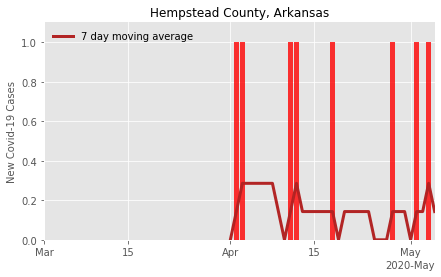 Hempstead County, Arkansas
7 day moving average
New Covid-19 Cases
1.0
0.8
0.6
0.4
0.2
0.0
Mar 15 Apr 15 May
2020-May